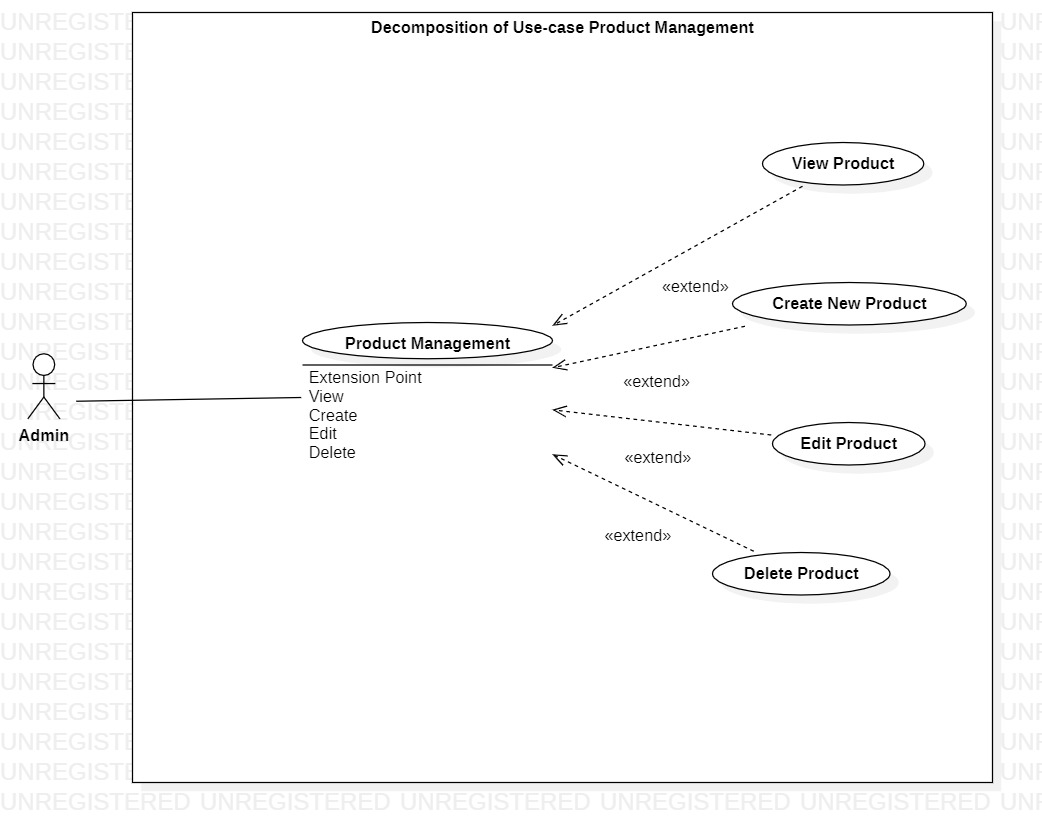 Decomposition of Use-case Product Management
View Product
«extend»
Create New Product
Product Management
Extension Point
View
Create
Edit
Delete
Admin
«extend»
Edit Product
«extend»
«extend»
Delete Product
UNREGISTERED UNREGISTERED UNREGISTERED UNREGISTERED UNREGISTERED UNR